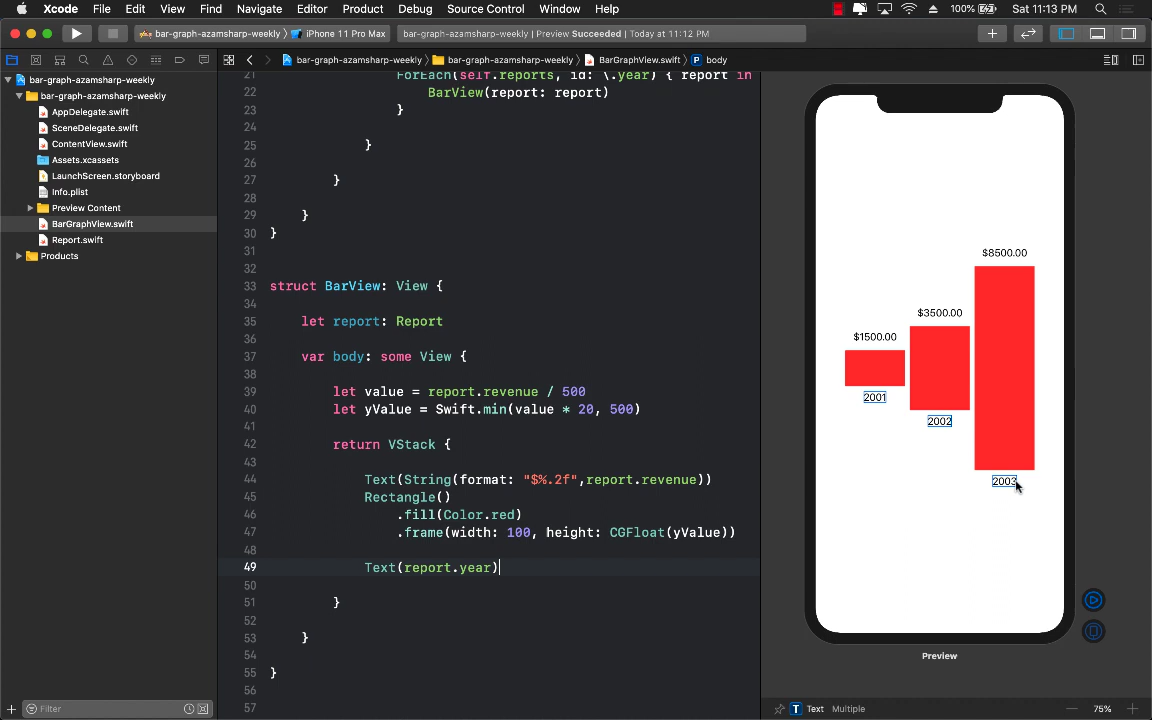 Xcode File Edit View Find Navigate Editor Product Debug Source Control Window Help 100% Sat 11:13 PM
bar-graph-azamsharp-weekly iPhone 11 Pro Max bar-graph-azamsharp-weekly | Preview Succeeded | Today at 11:12 PM
bar-graph-azamsharp-weekly bar-graph-azamsharp-weekly BarGraphView.swift P body
bar-graph-azamsharp-weekly
bar-graph-azamsharp-weekly
AppDelegate.swift
SceneDelegate.swift
ContentView.swift
Assets.xcassets
LaunchScreen.storyboard
Info.plist
Preview Content
BarGraphView.swift
Report.swift
Products
Filter
21 ForEach(self.reports, id: \.year) { report in
22 BarView(report: report)
23 }
24
25 }
26
27 }
28
29 }
30 }
31
32
33 struct BarView: View {
34
35 let report: Report
36
37 var body: some View {
38
39 let value = report.revenue / 500
40 let yValue = Swift.min(value * 20, 500)
41
42 return VStack {
43
44 Text(String(format: "$%.2f",report.revenue))
45 Rectangle()
46 .fill(Color.red)
47 .frame(width: 100, height: CGFloat(yValue))
48
49 Text(report.year)
50
51 }
52
53 }
54
55 }
56
57
$8500.00
$3500.00
$1500.00
2001
2002
2003
Preview
T Text Multiple 75%